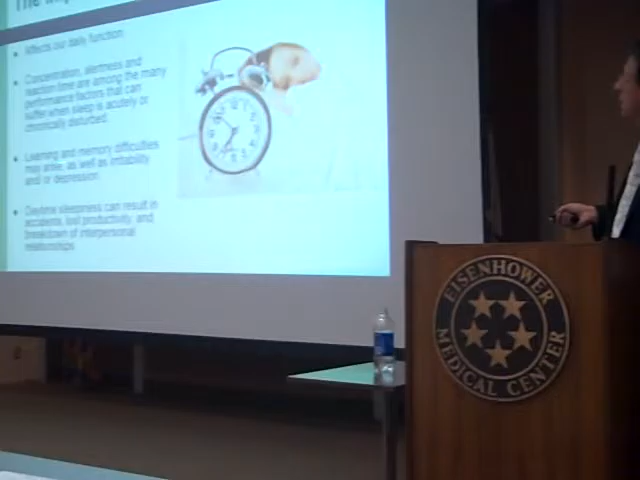 The
• Affects our daily function
• Concentration, alertness and
reaction time are among the many
performance factors that can
suffer when sleep is acutely or
chronically disturbed.
• Learning and memory difficulties
may arise, as well as irritability
and/or depression.
• Daytime sleepiness can result in
accidents, lost productivity, and
breakdown of interpersonal
relationships
EISENHOWER
MEDICAL CENTER